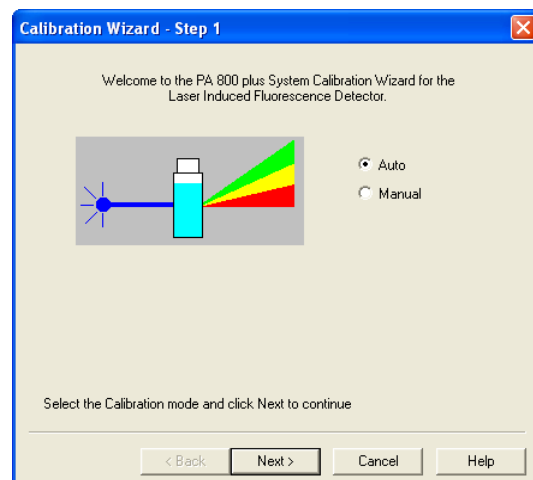 Calibration Wizard - Step 1
Welcome to the PA 800 plus System Calibration Wizard for the
Laser Induced Fluorescence Detector.
Auto
Manual
Select the Calibration mode and click Next to continue
< Back
Next >
Cancel
Help